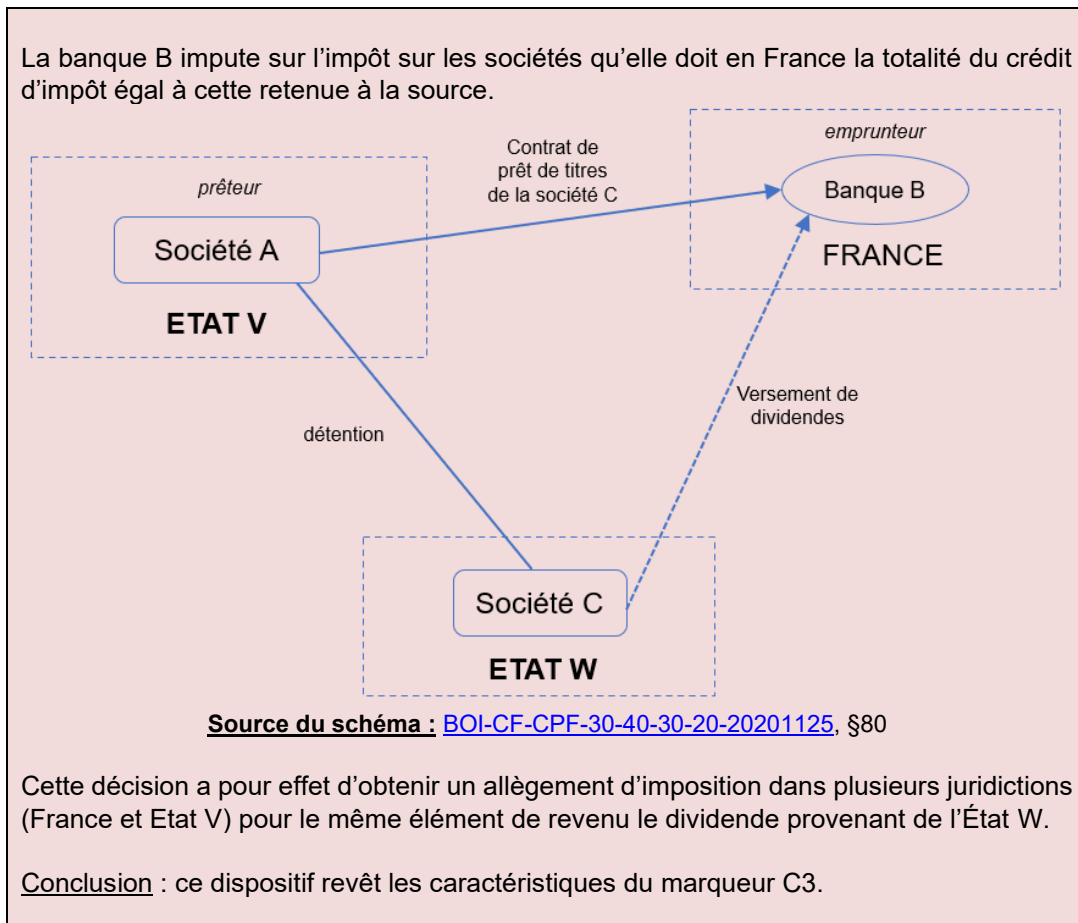 La banque B impute sur l’impôt sur les sociétés qu’elle doit en France la totalité du crédit
d’impôt égal à cette retenue à la source.
emprunteur
Contrat de
prêt de titres
de la société C
prêteur
Banque B
Société A
FRANCE
ETAT V
Versement de
dividendes
détention
Société C
ETAT W
Source du schéma : BOI-CF-CPF-30-40-30-20-20201125, §80
Cette décision a pour effet d’obtenir un allègement d’imposition dans plusieurs juridictions
(France et Etat V) pour le même élément de revenu le dividende provenant de l’État W.
Conclusion : ce dispositif revêt les caractéristiques du marqueur C3.